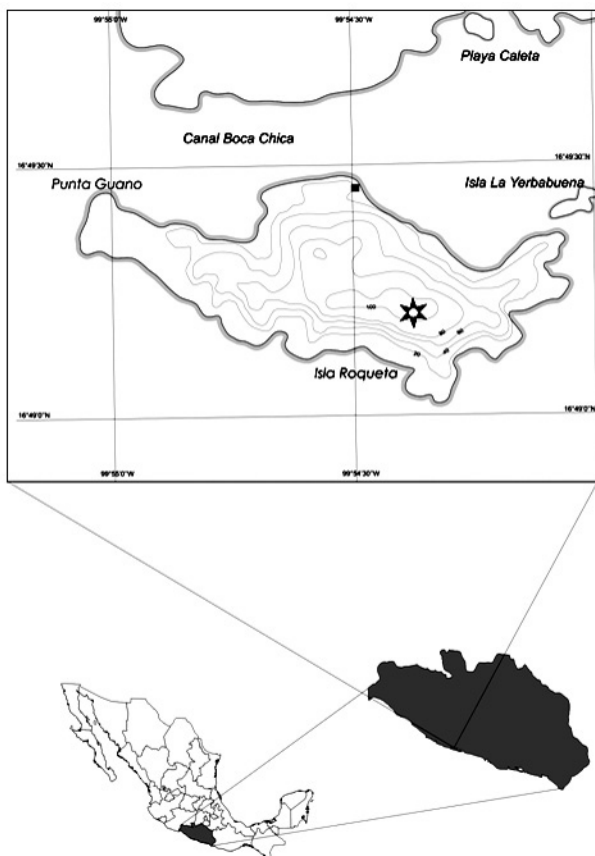 99°55'0"W 99°54'30"W
Playa Caleta
Canal Boca Chica
16°49'30"N 16°49'30"N
Punta Guano Isla La Yerbabuena
100
Isla Roqueta
16°49'0"N 16°49'0"N
99°55'0"W 99°54'30"W